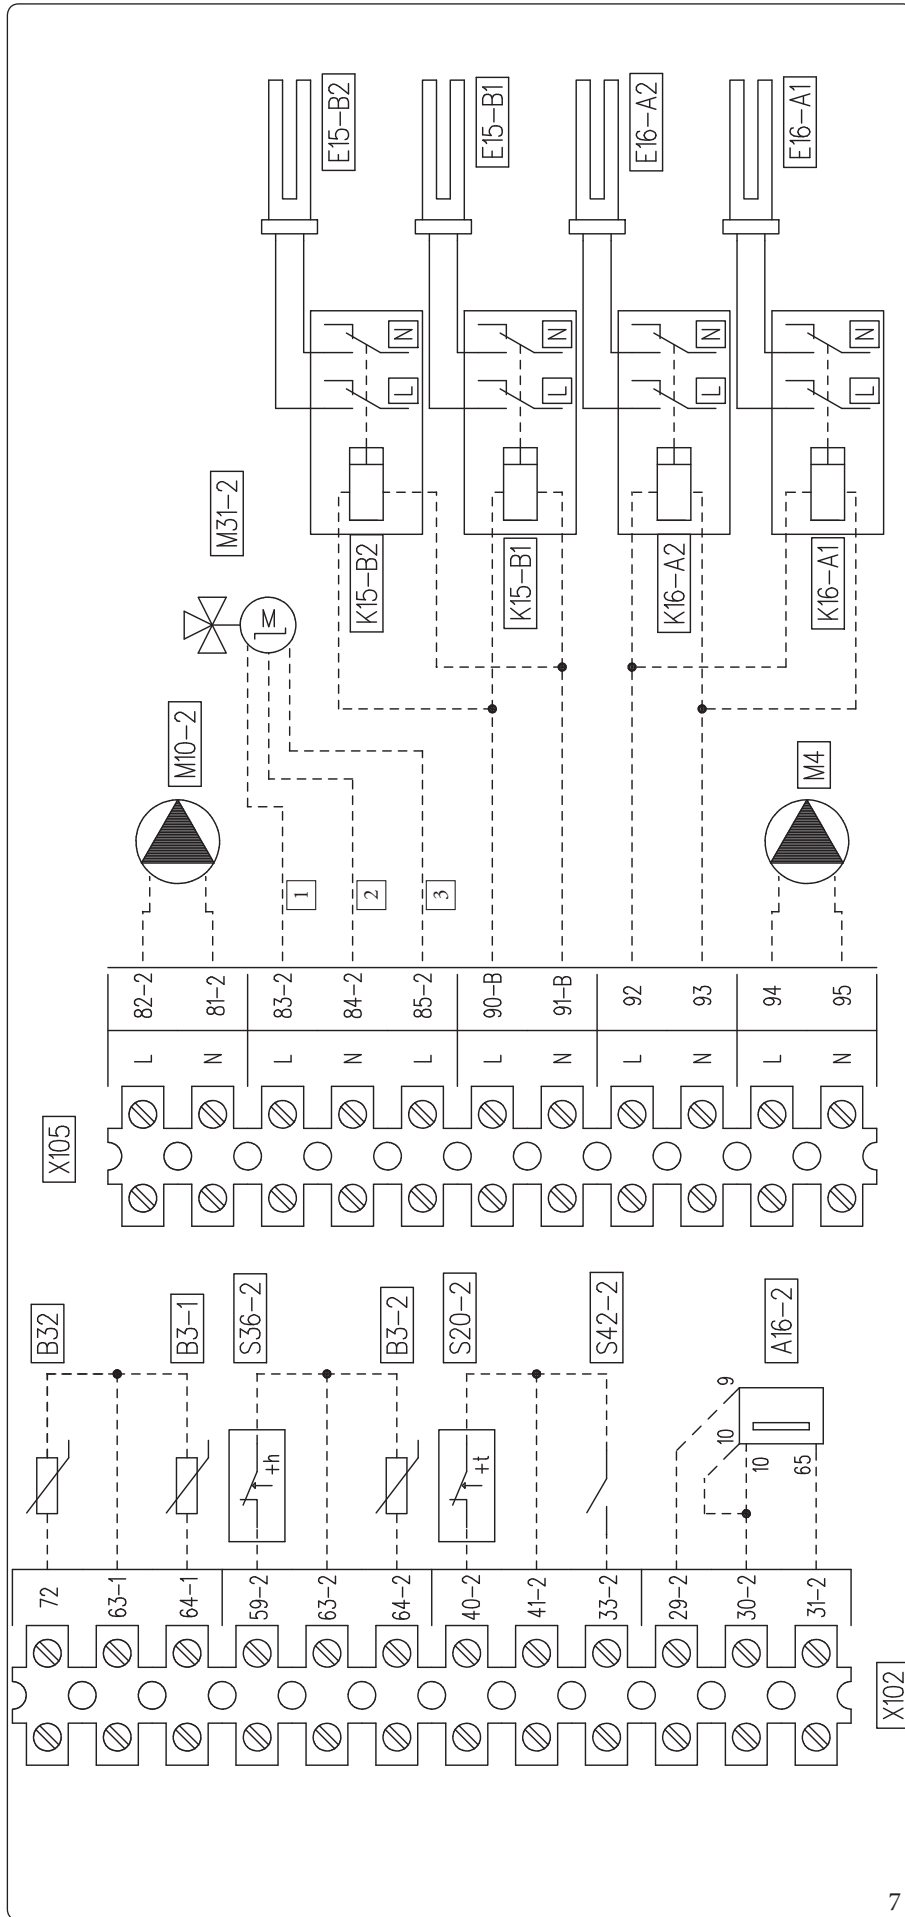 E15-B2
E15-B1
E16-A2
E16-A1
L N
L N
L N
L N
K15-B2
K15-B1
K16-A2
K16-A1
M31-2
M
M10-2
M4
1
2
3
82-2
81-2
83-2
84-2
85-2
90-B
91-B
92
93
94
95
L
N
L
N
L
L
N
L
N
L
N
X105
B32
B3-1
S36-2
B3-2
S20-2
S42-2
A16-2
+h
+t
9
10
10
65
72
63-1
64-1
59-2
63-2
64-2
40-2
41-2
33-2
29-2
30-2
31-2
X102
7